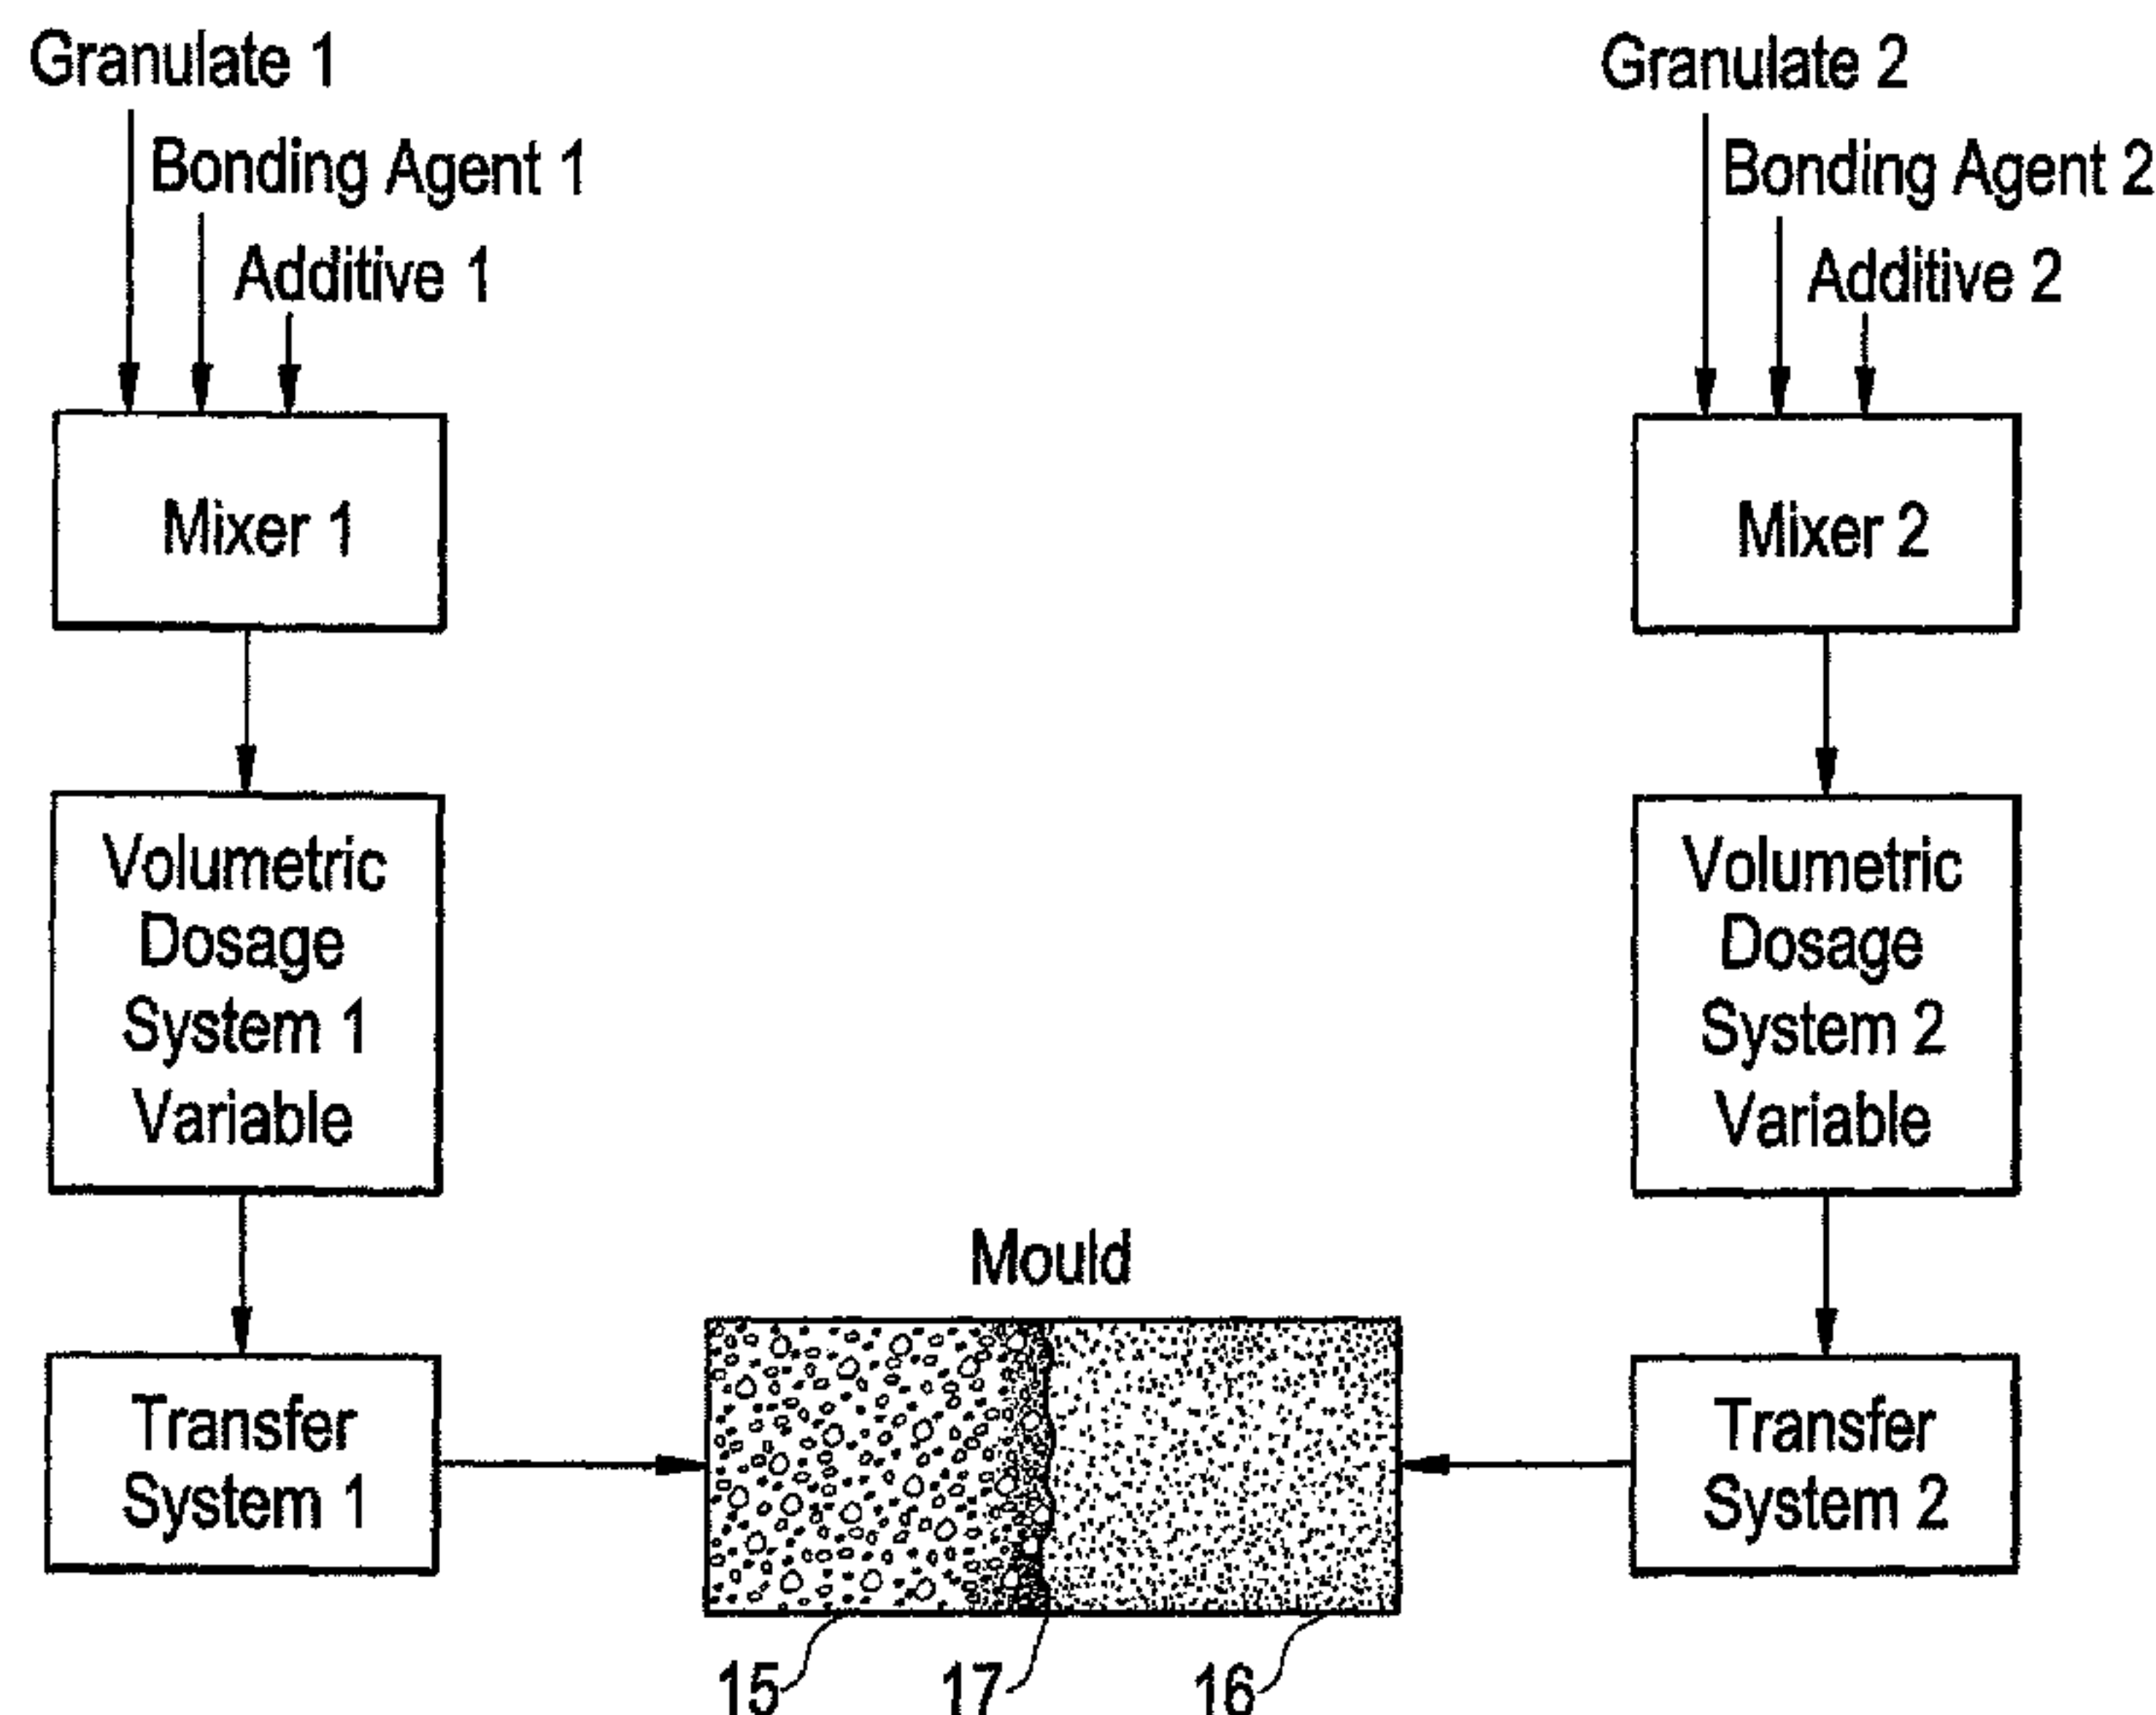 Granulate 1
Bonding Agent 1
Additive 1
Mixer 1
Volumetric
Dosage
System 1
Variable
Transfer
System 1
Granulate 2
Bonding Agent 2
Additive 2
Mixer 2
Volumetric
Dosage
System 2
Variable
Transfer
System 2
Mould
15
17
16